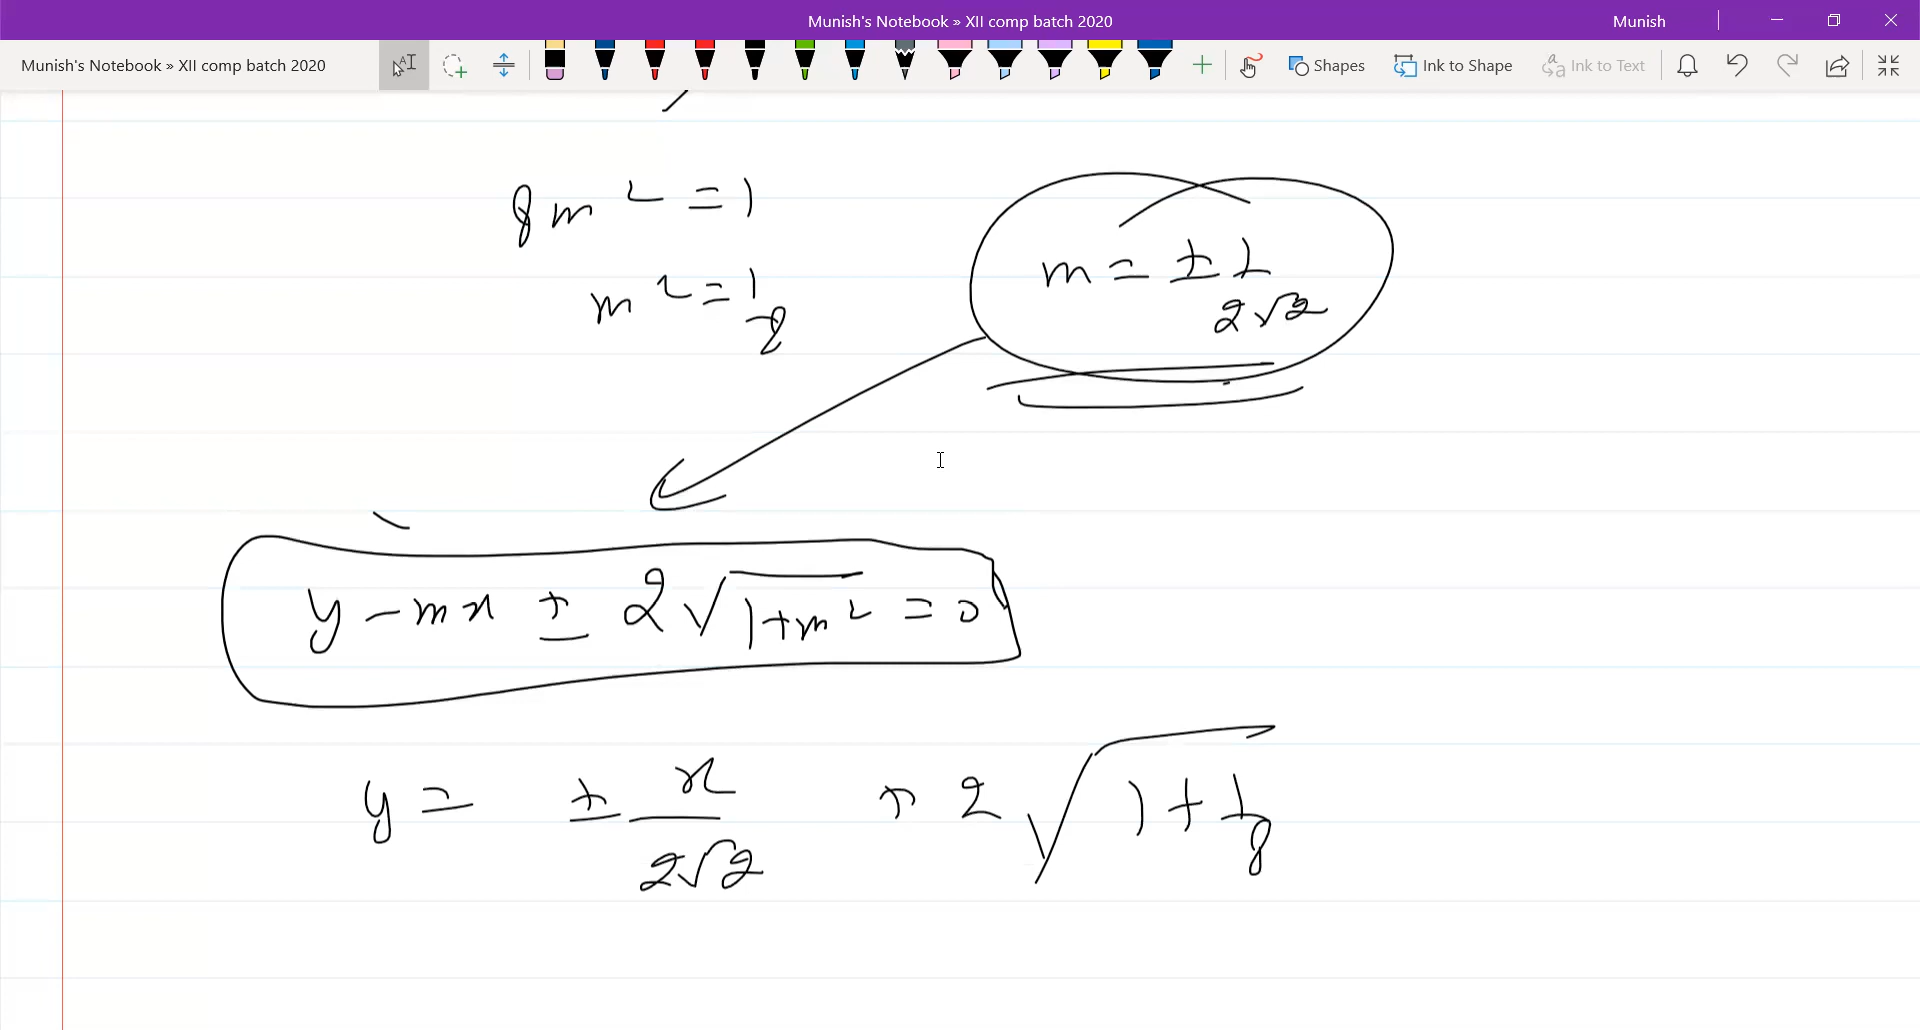 Munish's Notebook » XII comp batch 2020
Munish
Munish's Notebook » XII comp batch 2020
Shapes
Ink to Shape
Ink to Text
8m² = 1
m = ± 1/2√2
m² = 1/8
y - mx ± 2√1+m² = 0
y = ± x/2√2 + 2√1 + 1/8